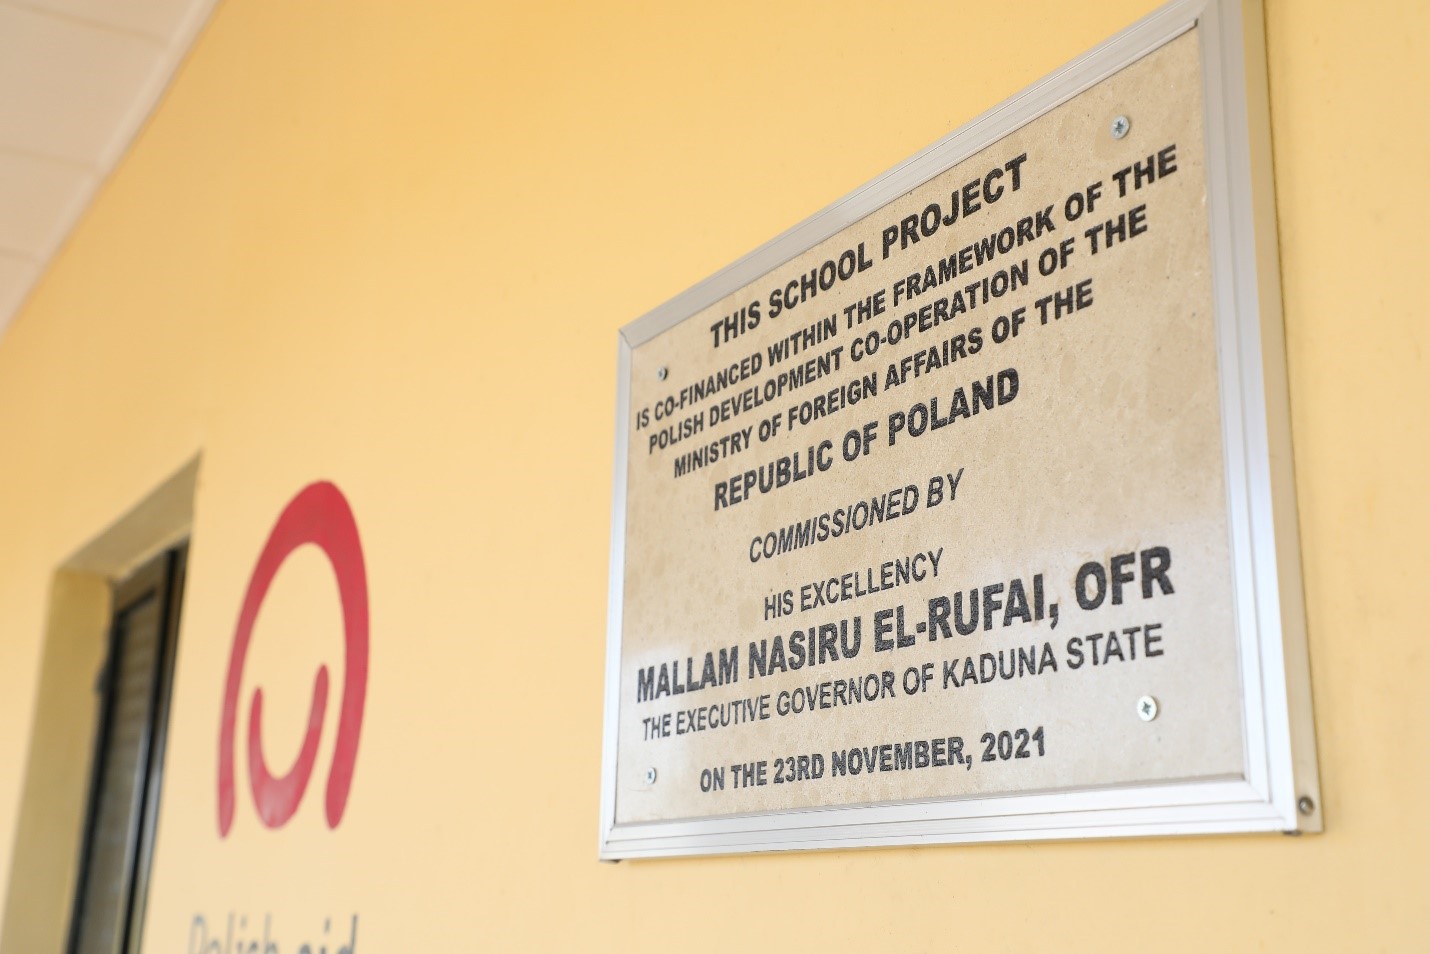 THIS SCHOOL PROJECT
IS CO-FINANCED WITHIN THE FRAMEWORK OF THE
POLISH DEVELOPMENT CO-OPERATION OF THE
MINISTRY OF FOREIGN AFFAIRS OF THE
REPUBLIC OF POLAND
COMMISSIONED BY
HIS EXCELLENCY
MALLAM NASIRU EL-RUFAI, OFR
THE EXECUTIVE GOVERNOR OF KADUNA STATE
ON THE 23RD NOVEMBER, 2021
Polish aid